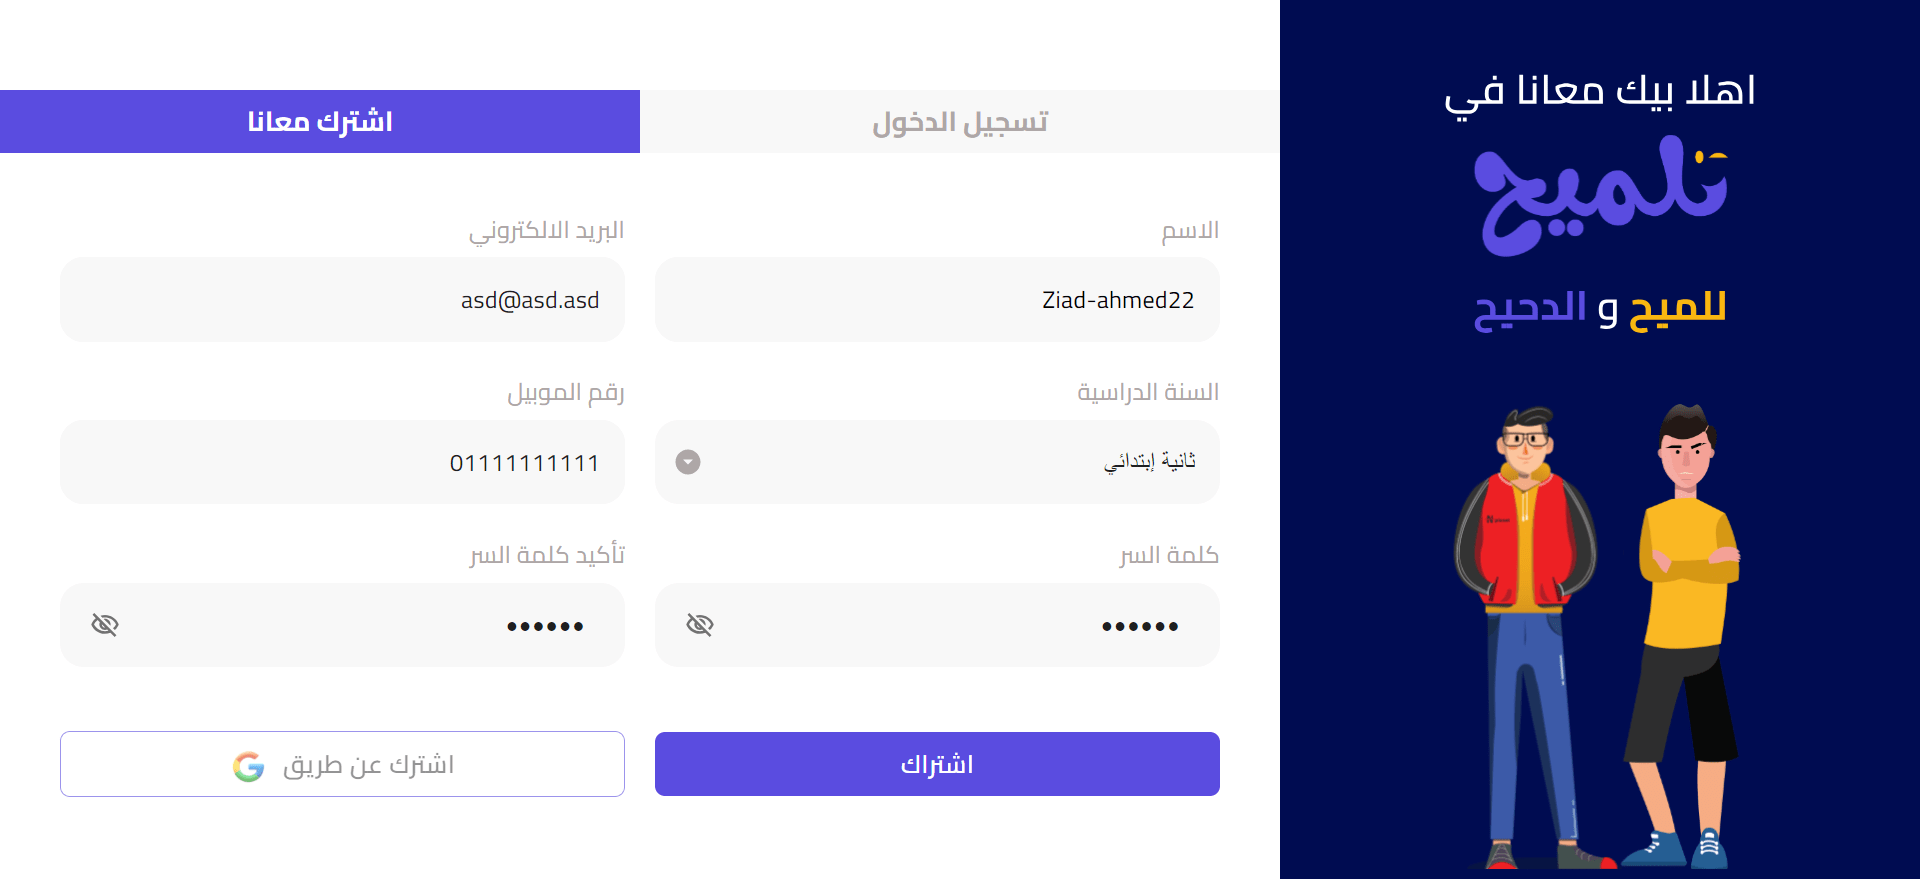 اهلا بيك معانا في
تلميح
للميح و الدحيح
تسجيل الدخول
اشترك معانا
الاسم
البريد الالكتروني
Ziad-ahmed22
asd@asd.asd
السنة الدراسية
رقم الموبيل
ثانية إبتدائي
01111111111
كلمة السر
تأكيد كلمة السر
••••••
••••••
اشتراك
اشترك عن طريق G